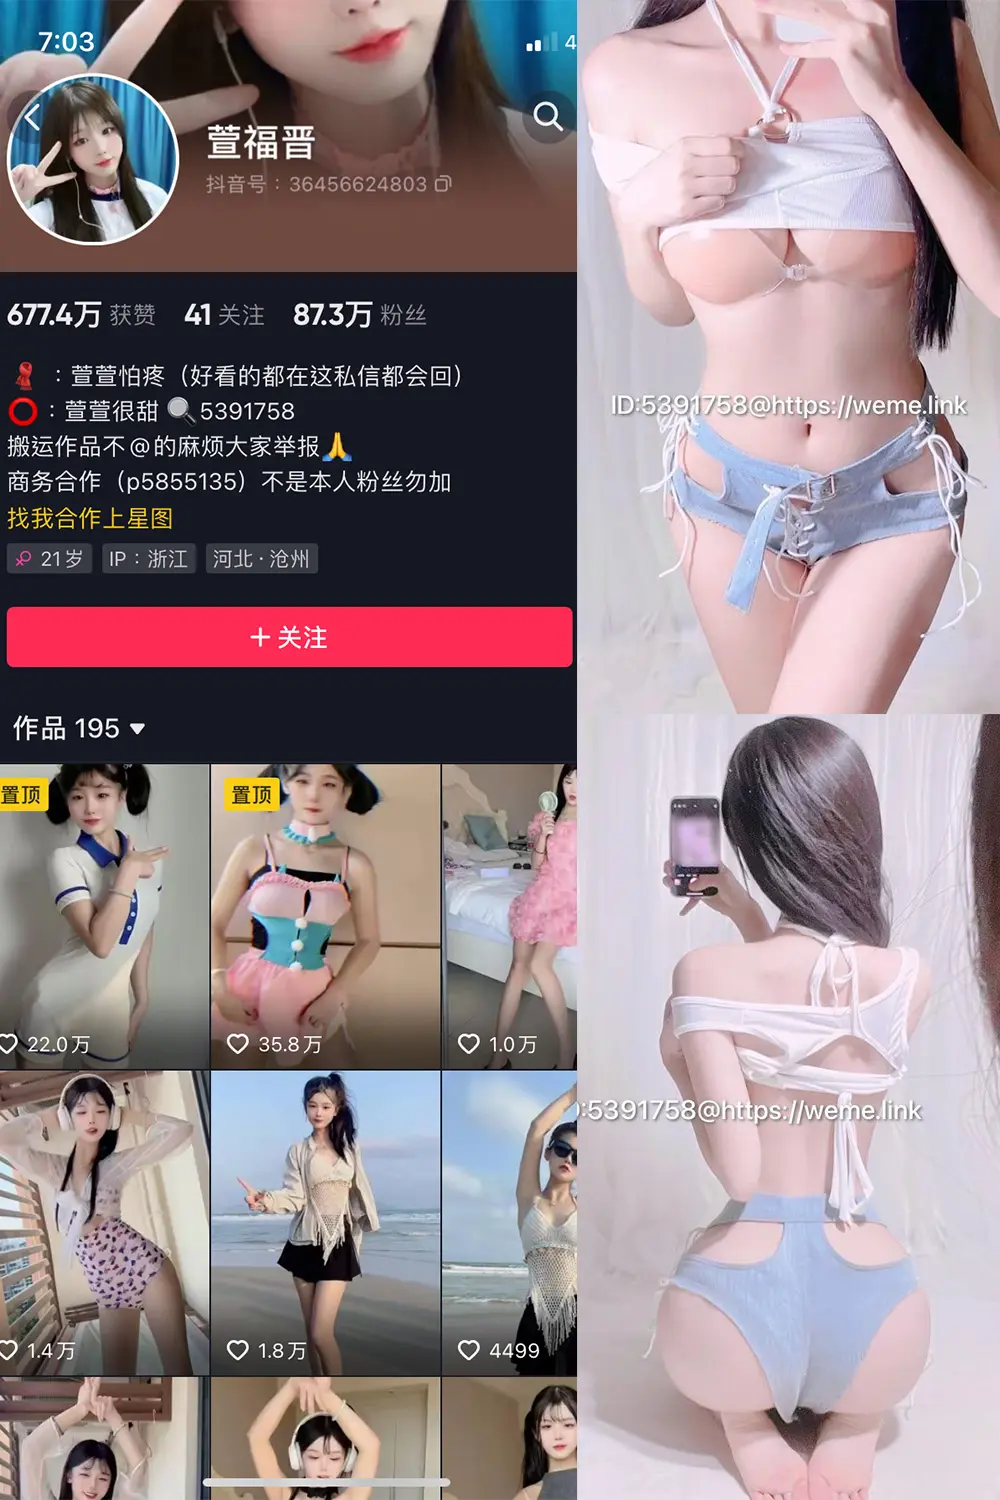 7:03
4
萱福晋
抖音号：36456624803
677.4万 获赞 41 关注 87.3万 粉丝
：萱萱怕疼（好看的都在这私信都会回）
：萱萱很甜 5391758
搬运作品不@的麻烦大家举报
商务合作（p5855135）不是本人粉丝勿加
找我合作上星图
21岁 IP：浙江 河北·沧州
+ 关注
作品 195
置顶 置顶
22.0万 35.8万 1.0万
1.4万 1.8万 4499
ID:5391758@https://weme.link
:5391758@https://weme.link